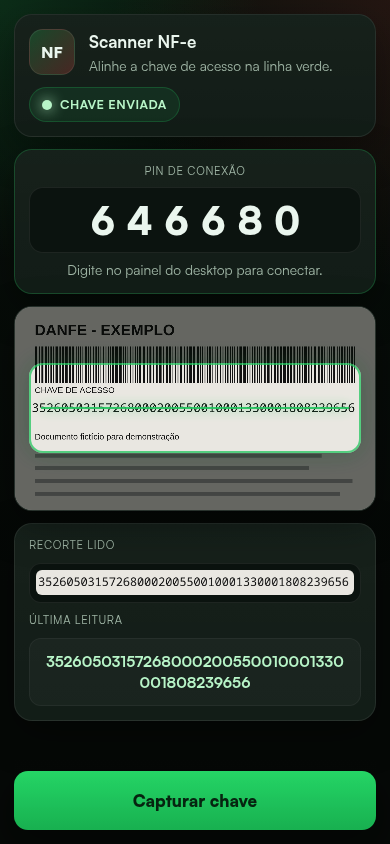 NF
Scanner NF-e
Alinhe a chave de acesso na linha verde.
CHAVE ENVIADA
PIN DE CONEXÃO
646680
Digite no painel do desktop para conectar.
DANFE - EXEMPLO
CHAVE DE ACESSO
35260503157268000200550010001330001808239656
Documento fictício para demonstração
RECORTE LIDO
35260503157268000200550010001330001808239656
ÚLTIMA LEITURA
35260503157268000200550010001330
001808239656
Capturar chave